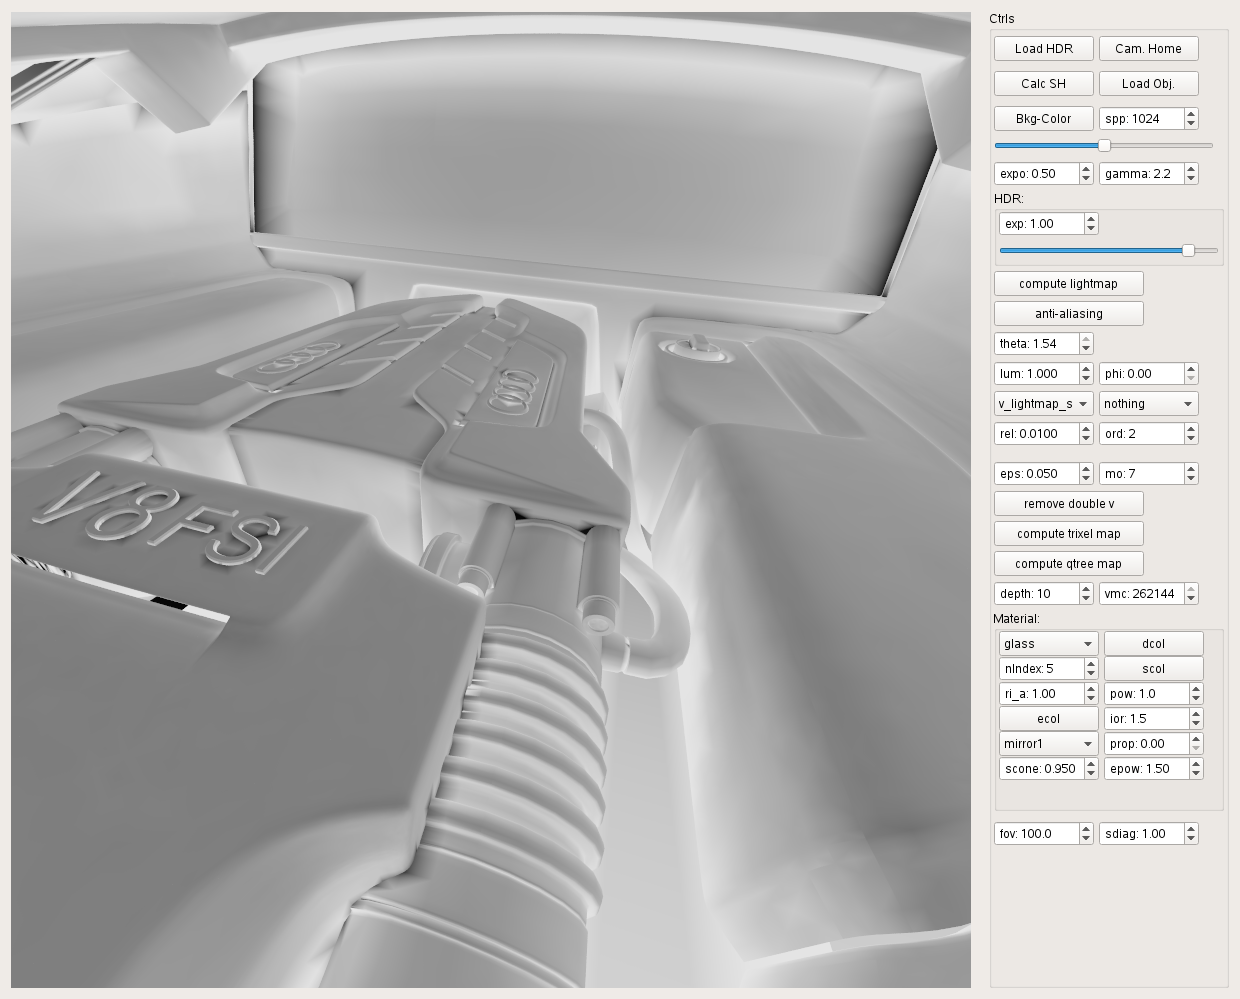 Ctrls
Load HDR
Cam. Home
Calc SH
Load Obj.
Bkg-Color
spp: 1024
expo: 0.50
gamma: 2.2
HDR:
exp: 1.00
compute lightmap
anti-aliasing
theta: 1.54
lum: 1.000
phi: 0.00
v_lightmap_s
nothing
rel: 0.0100
ord: 2
eps: 0.050
mo: 7
remove double v
compute trixel map
compute qtree map
depth: 10
vmc: 262144
Material:
glass
dcol
nIndex: 5
scol
ri_a: 1.00
pow: 1.0
ecol
ior: 1.5
mirror1
prop: 0.00
scone: 0.950
epow: 1.50
fov: 100.0
sdiag: 1.00
V8FSI